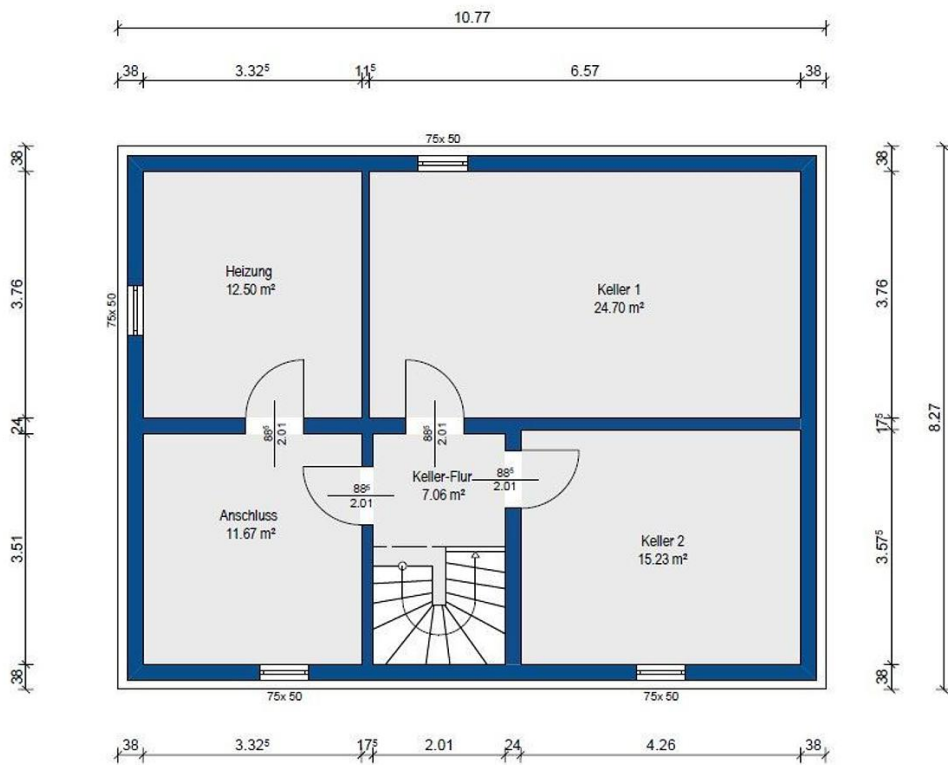 10.77
38 3.32⁵ 11⁵ 6.57 38
75x 50
38
38
Heizung
12.50 m²
Keller 1
24.70 m²
3.76
75x 50
3.76
8.27
24
88⁵
2.01
88⁵
2.01
17⁵
Keller-Flur
7.06 m²
88⁵
2.01
88⁵
2.01
Anschluss
11.67 m²
Keller 2
15.23 m²
3.51
3.57⁵
38
38
75x 50
75x 50
38 3.32⁵ 17⁵ 2.01 24 4.26 38